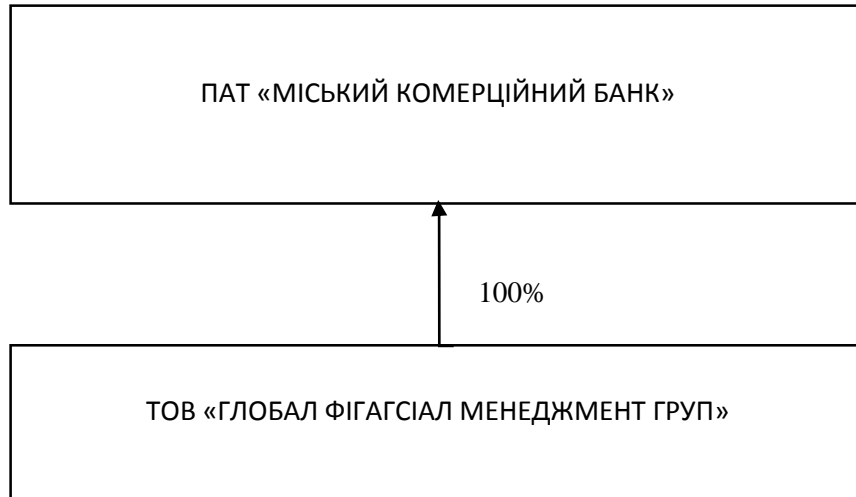 ПАТ «МІСЬКИЙ КОМЕРЦІЙНИЙ БАНК»
100%
ТОВ «ГЛОБАЛ ФІГАГСІАЛ МЕНЕДЖМЕНТ ГРУП»